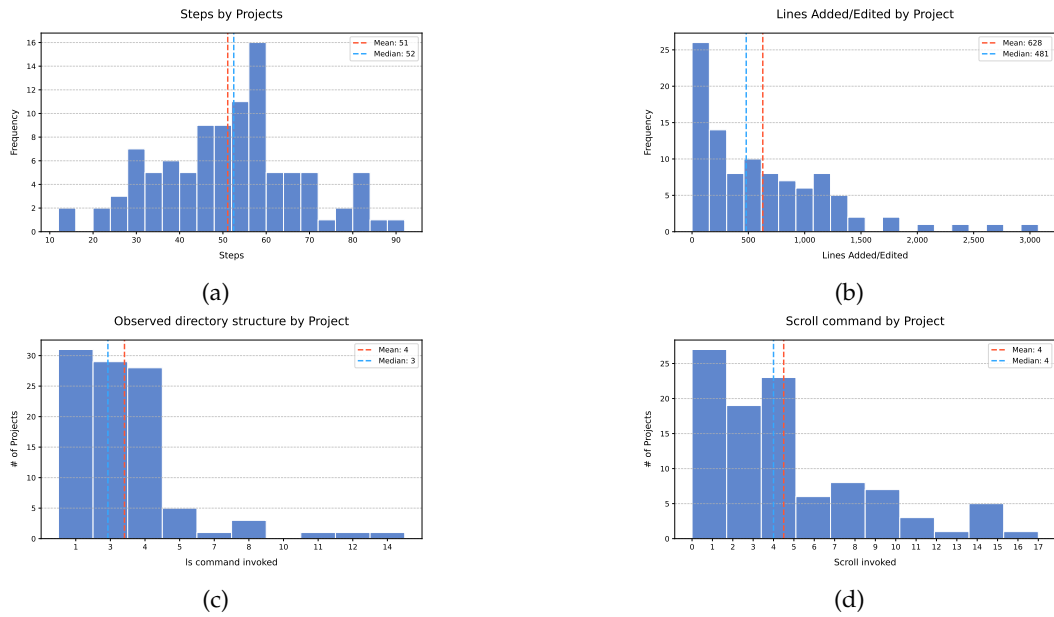 Steps by Projects
16
14
12
10
8
6
4
2
0
Frequency
10 20 30 40 50 60 70 80 90
Steps
Mean: 51
Median: 52
(a)
Lines Added/Edited by Project
25
20
15
10
5
0
Frequency
0 500 1,000 1,500 2,000 2,500 3,000
Lines Added/Edited
Mean: 628
Median: 481
(b)
Observed directory structure by Project
30
25
20
15
10
5
0
# of Projects
1 3 4 5 7 8 10 11 12 14
ls command invoked
Mean: 4
Median: 3
(c)
Scroll command by Project
25
20
15
10
5
0
# of Projects
0 1 2 3 4 5 6 7 8 9 10 11 12 13 14 15 16 17
Scroll invoked
Mean: 4
Median: 4
(d)